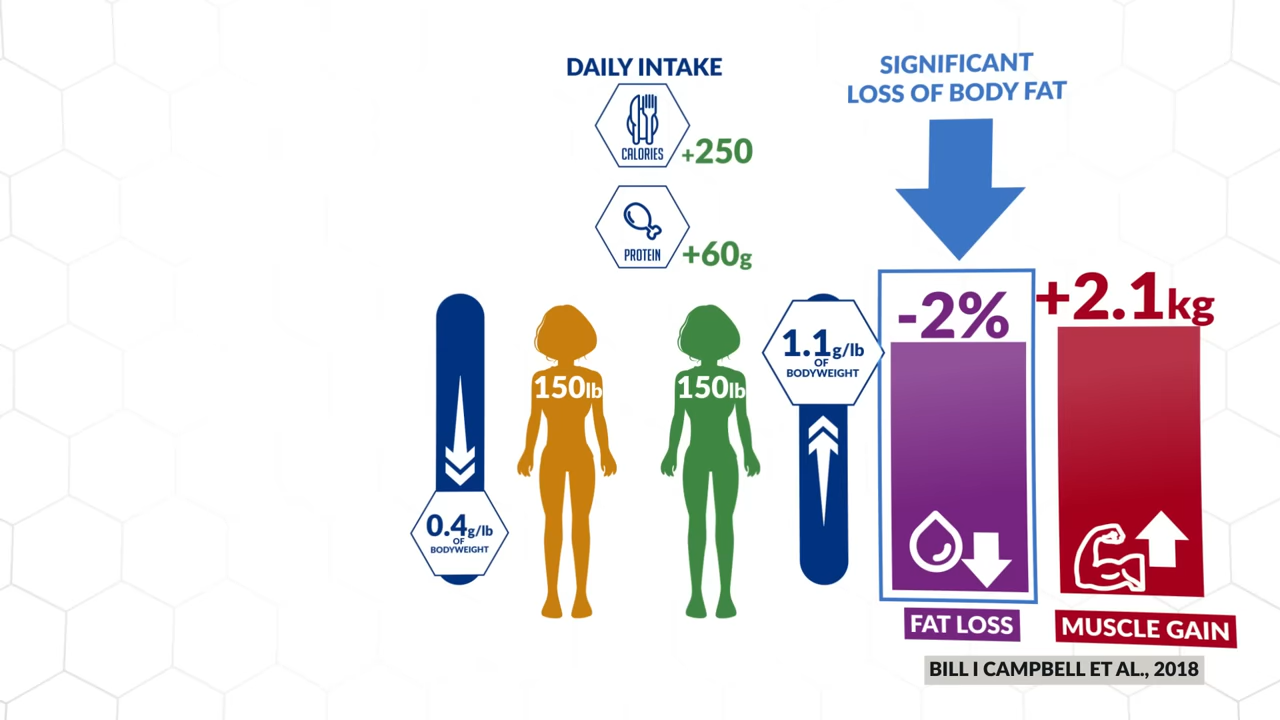 DAILY INTAKE
CALORIES
+250
PROTEIN
+60g
SIGNIFICANT
LOSS OF BODY FAT
0.4g/lb
OF
BODYWEIGHT
150lb
150lb
1.1g/lb
OF
BODYWEIGHT
-2%
+2.1kg
FAT LOSS
MUSCLE GAIN
BILL I CAMPBELL ET AL., 2018